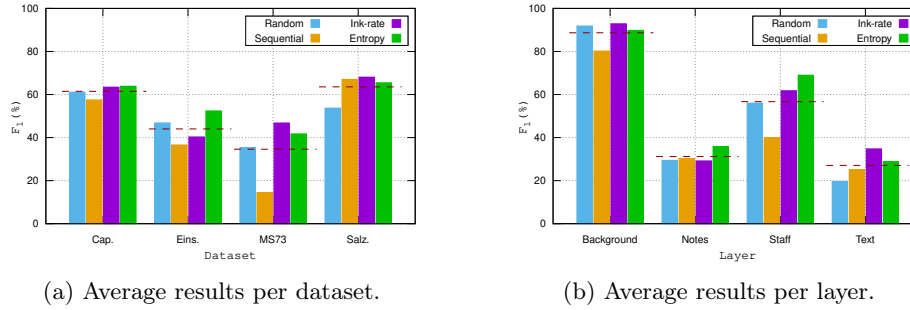 100
80
60
40
20
0
F1(%)
Random
Sequential
Ink-rate
Entropy
Cap. Eins. MS73 Salz.
Dataset
(a) Average results per dataset.
100
80
60
40
20
0
F1(%)
Random
Sequential
Ink-rate
Entropy
Background Notes Staff Text
Layer
(b) Average results per layer.